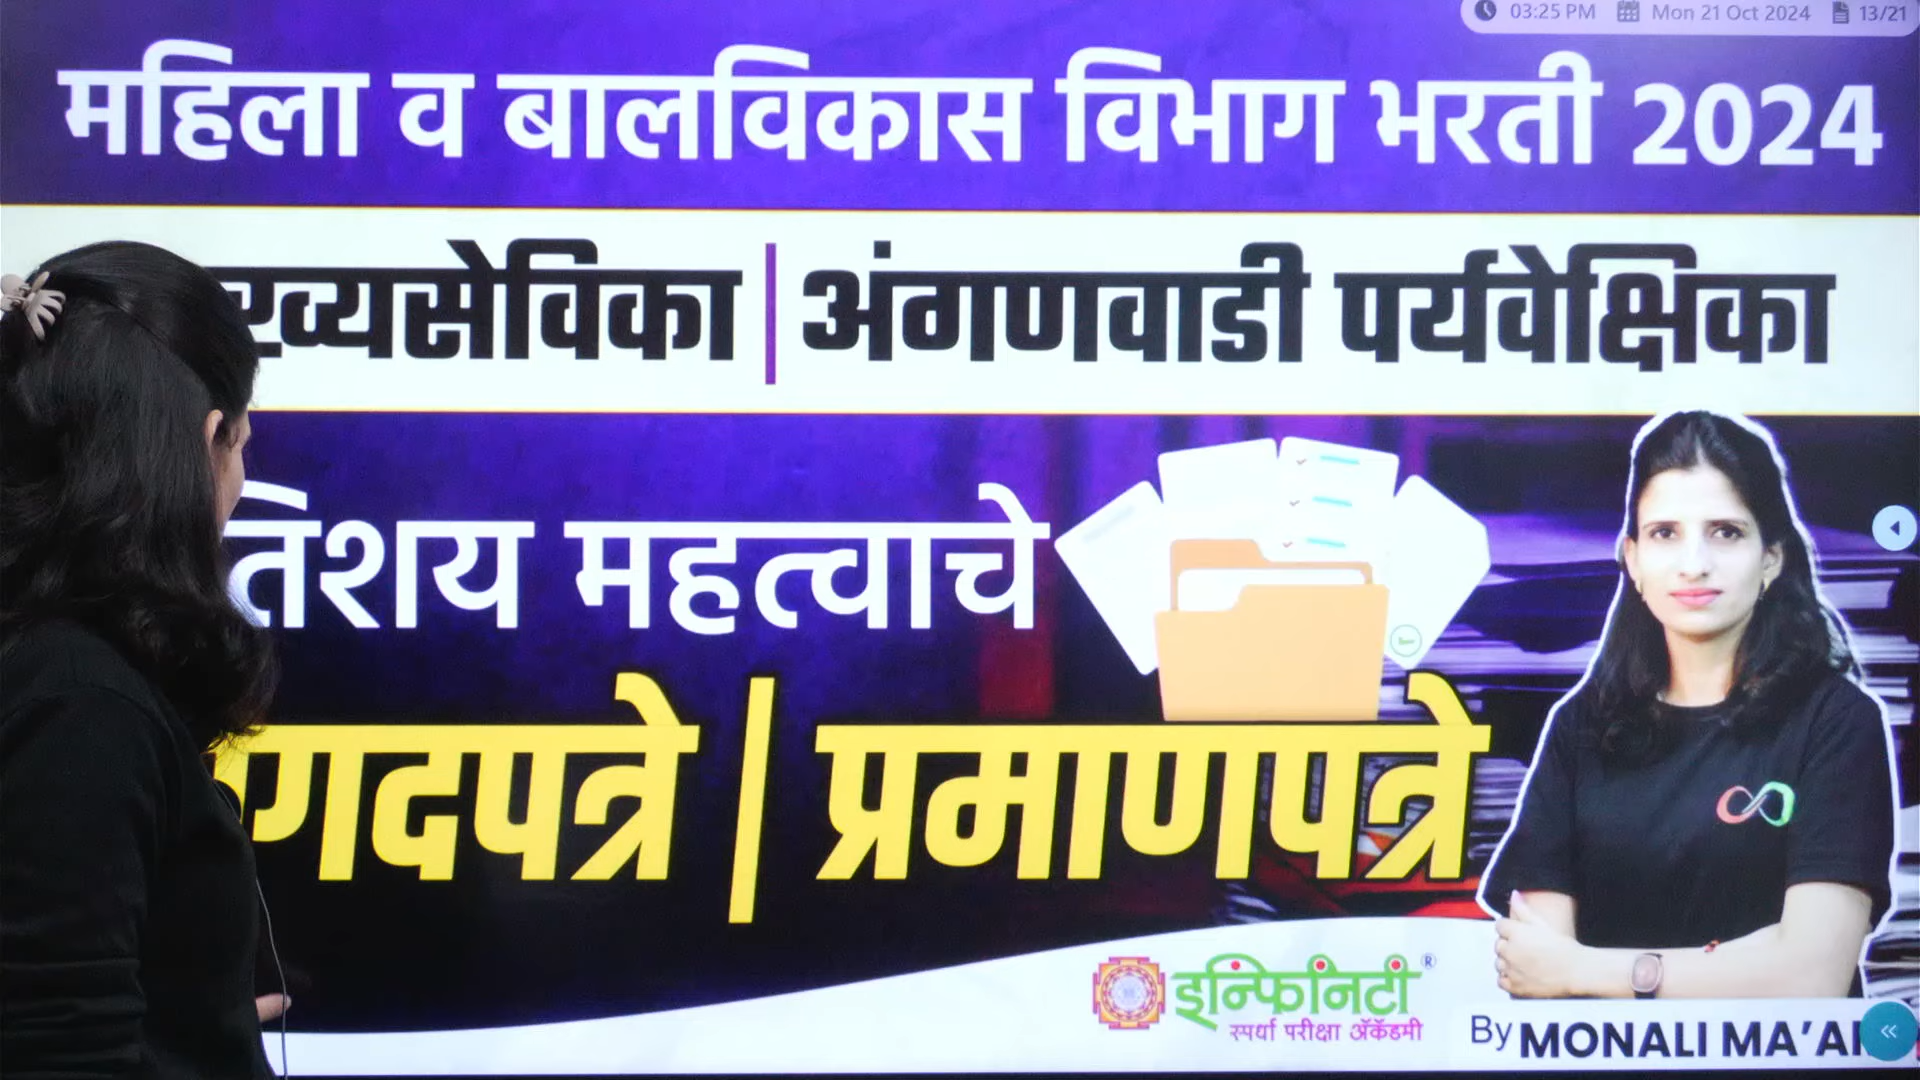 03:25 PM Mon 21 Oct 2024 13/21
महिला व बालविकास विभाग भरती 2024
अंगणवाडी पर्यवेक्षिका
महत्वाचे
प्रमाणपत्रे
इन्फिनिटी ®
स्पर्धा परीक्षा ॲकॅडमी
By MONALI